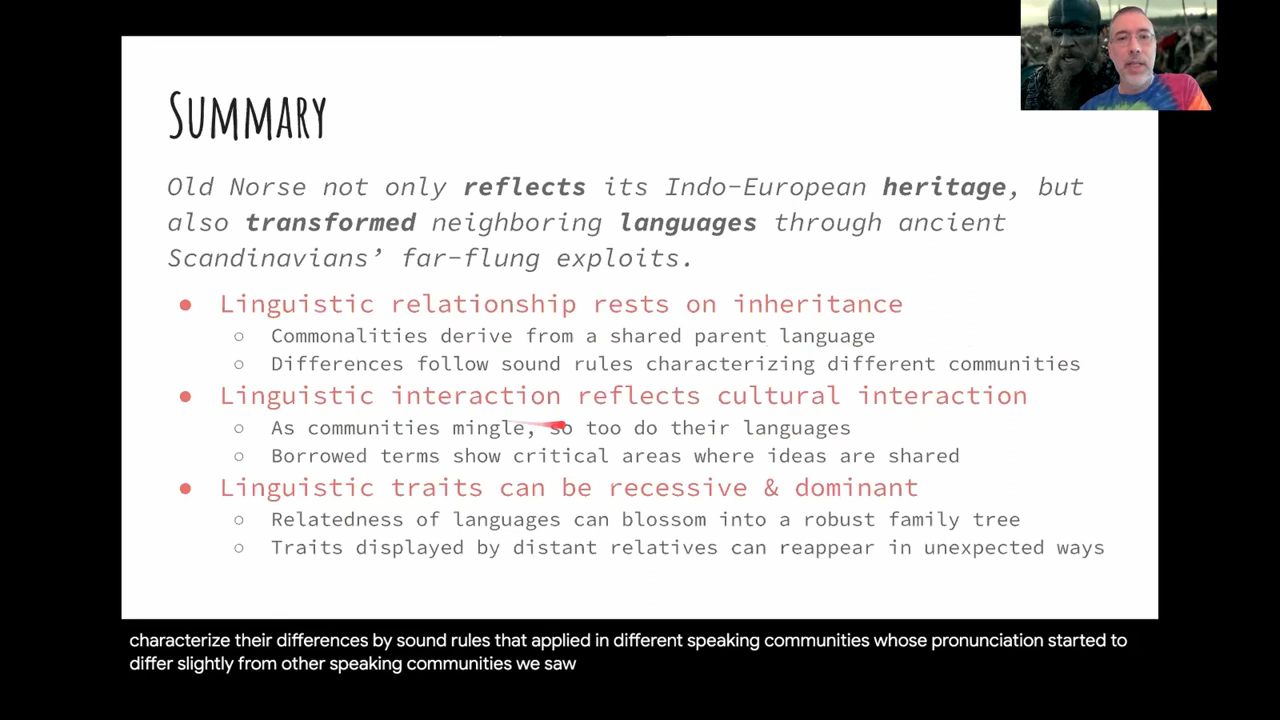 SUMMARY
Old Norse not only reflects its Indo-European heritage, but
also transformed neighboring languages through ancient
Scandinavians’ far-flung exploits.
● Linguistic relationship rests on inheritance
○ Commonalities derive from a shared parent language
○ Differences follow sound rules characterizing different communities
● Linguistic interaction reflects cultural interaction
○ As communities mingle, so too do their languages
○ Borrowed terms show critical areas where ideas are shared
● Linguistic traits can be recessive & dominant
○ Relatedness of languages can blossom into a robust family tree
○ Traits displayed by distant relatives can reappear in unexpected ways
characterize their differences by sound rules that applied in different speaking communities whose pronunciation started to
differ slightly from other speaking communities we saw